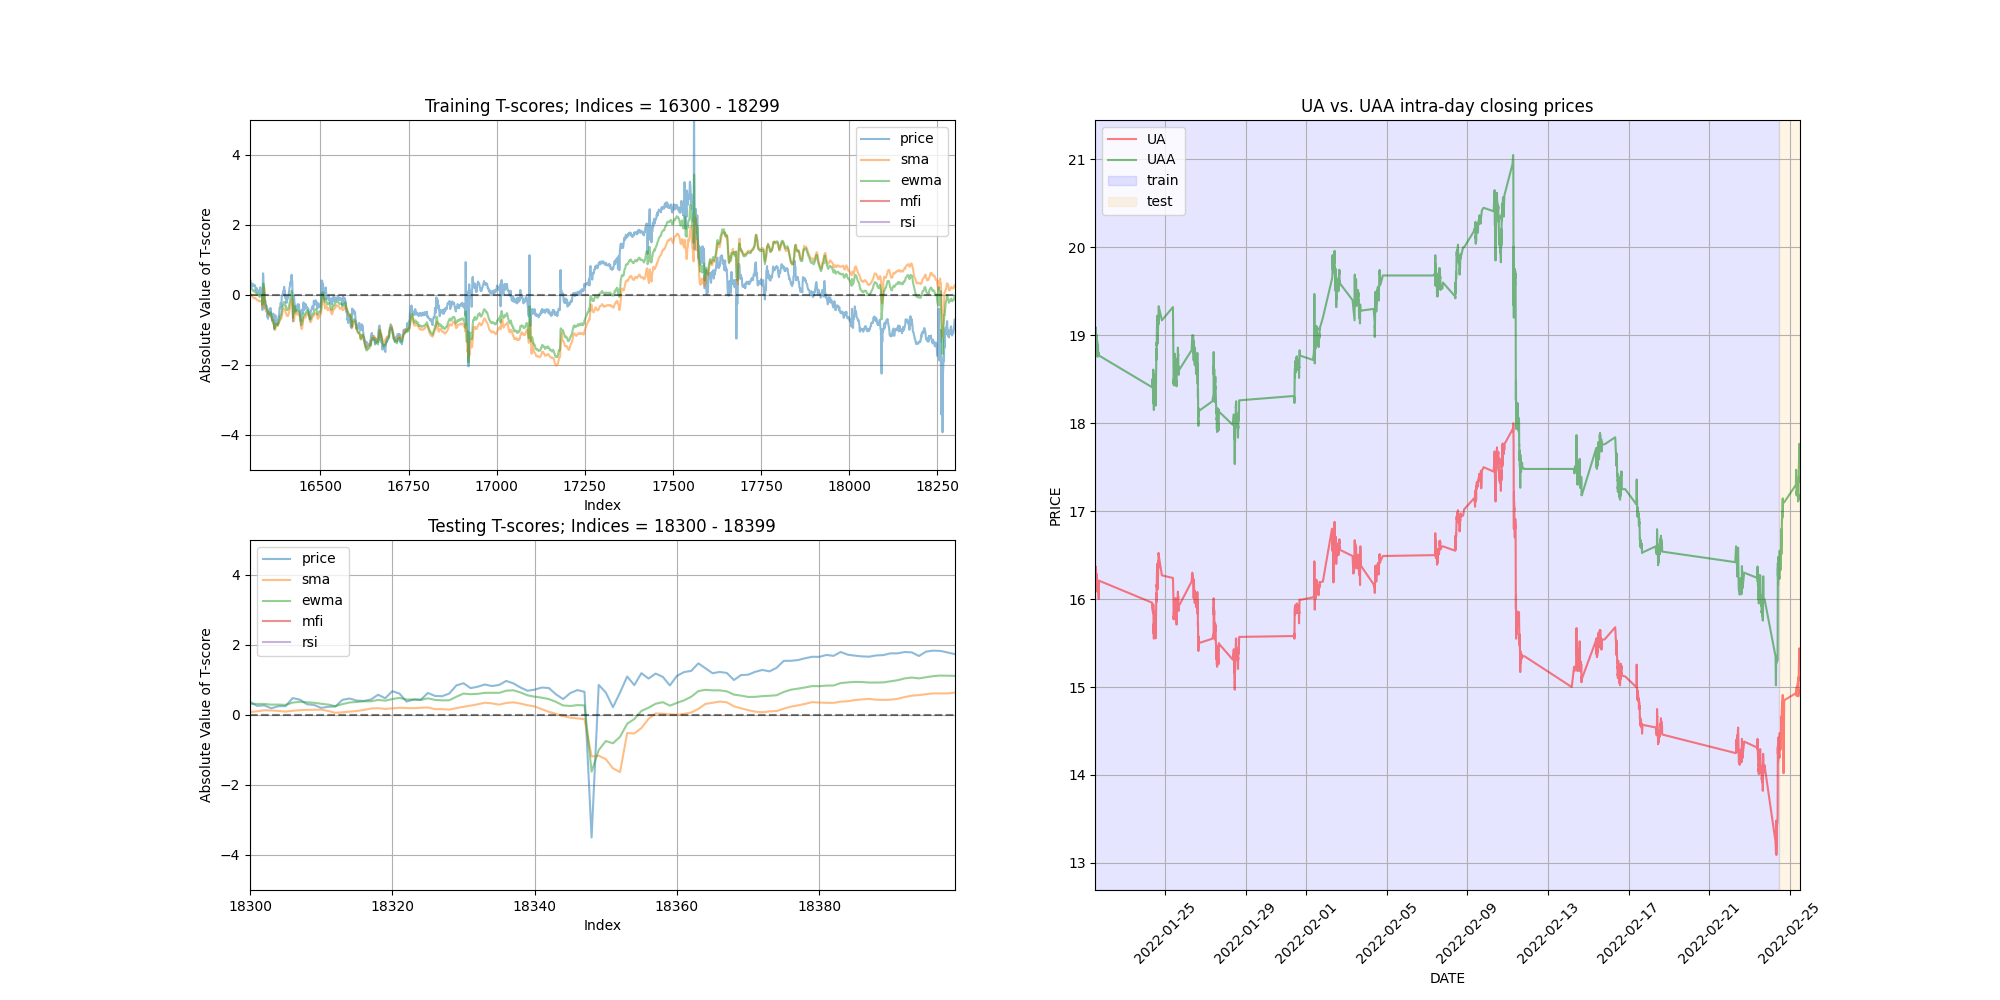 Training T-scores; Indices = 16300 - 18299
Absolute Value of T-score
4
2
0
−2
−4
price
sma
ewma
mfi
rsi
16500
16750
17000
17250
17500
17750
18000
18250
Index
Testing T-scores; Indices = 18300 - 18399
Absolute Value of T-score
4
2
0
−2
−4
price
sma
ewma
mfi
rsi
18300
18320
18340
18360
18380
Index
UA vs. UAA intra-day closing prices
PRICE
21
20
19
18
17
16
15
14
13
UA
UAA
train
test
2022-01-25
2022-01-29
2022-02-01
2022-02-05
2022-02-09
2022-02-13
2022-02-17
2022-02-21
2022-02-25
DATE